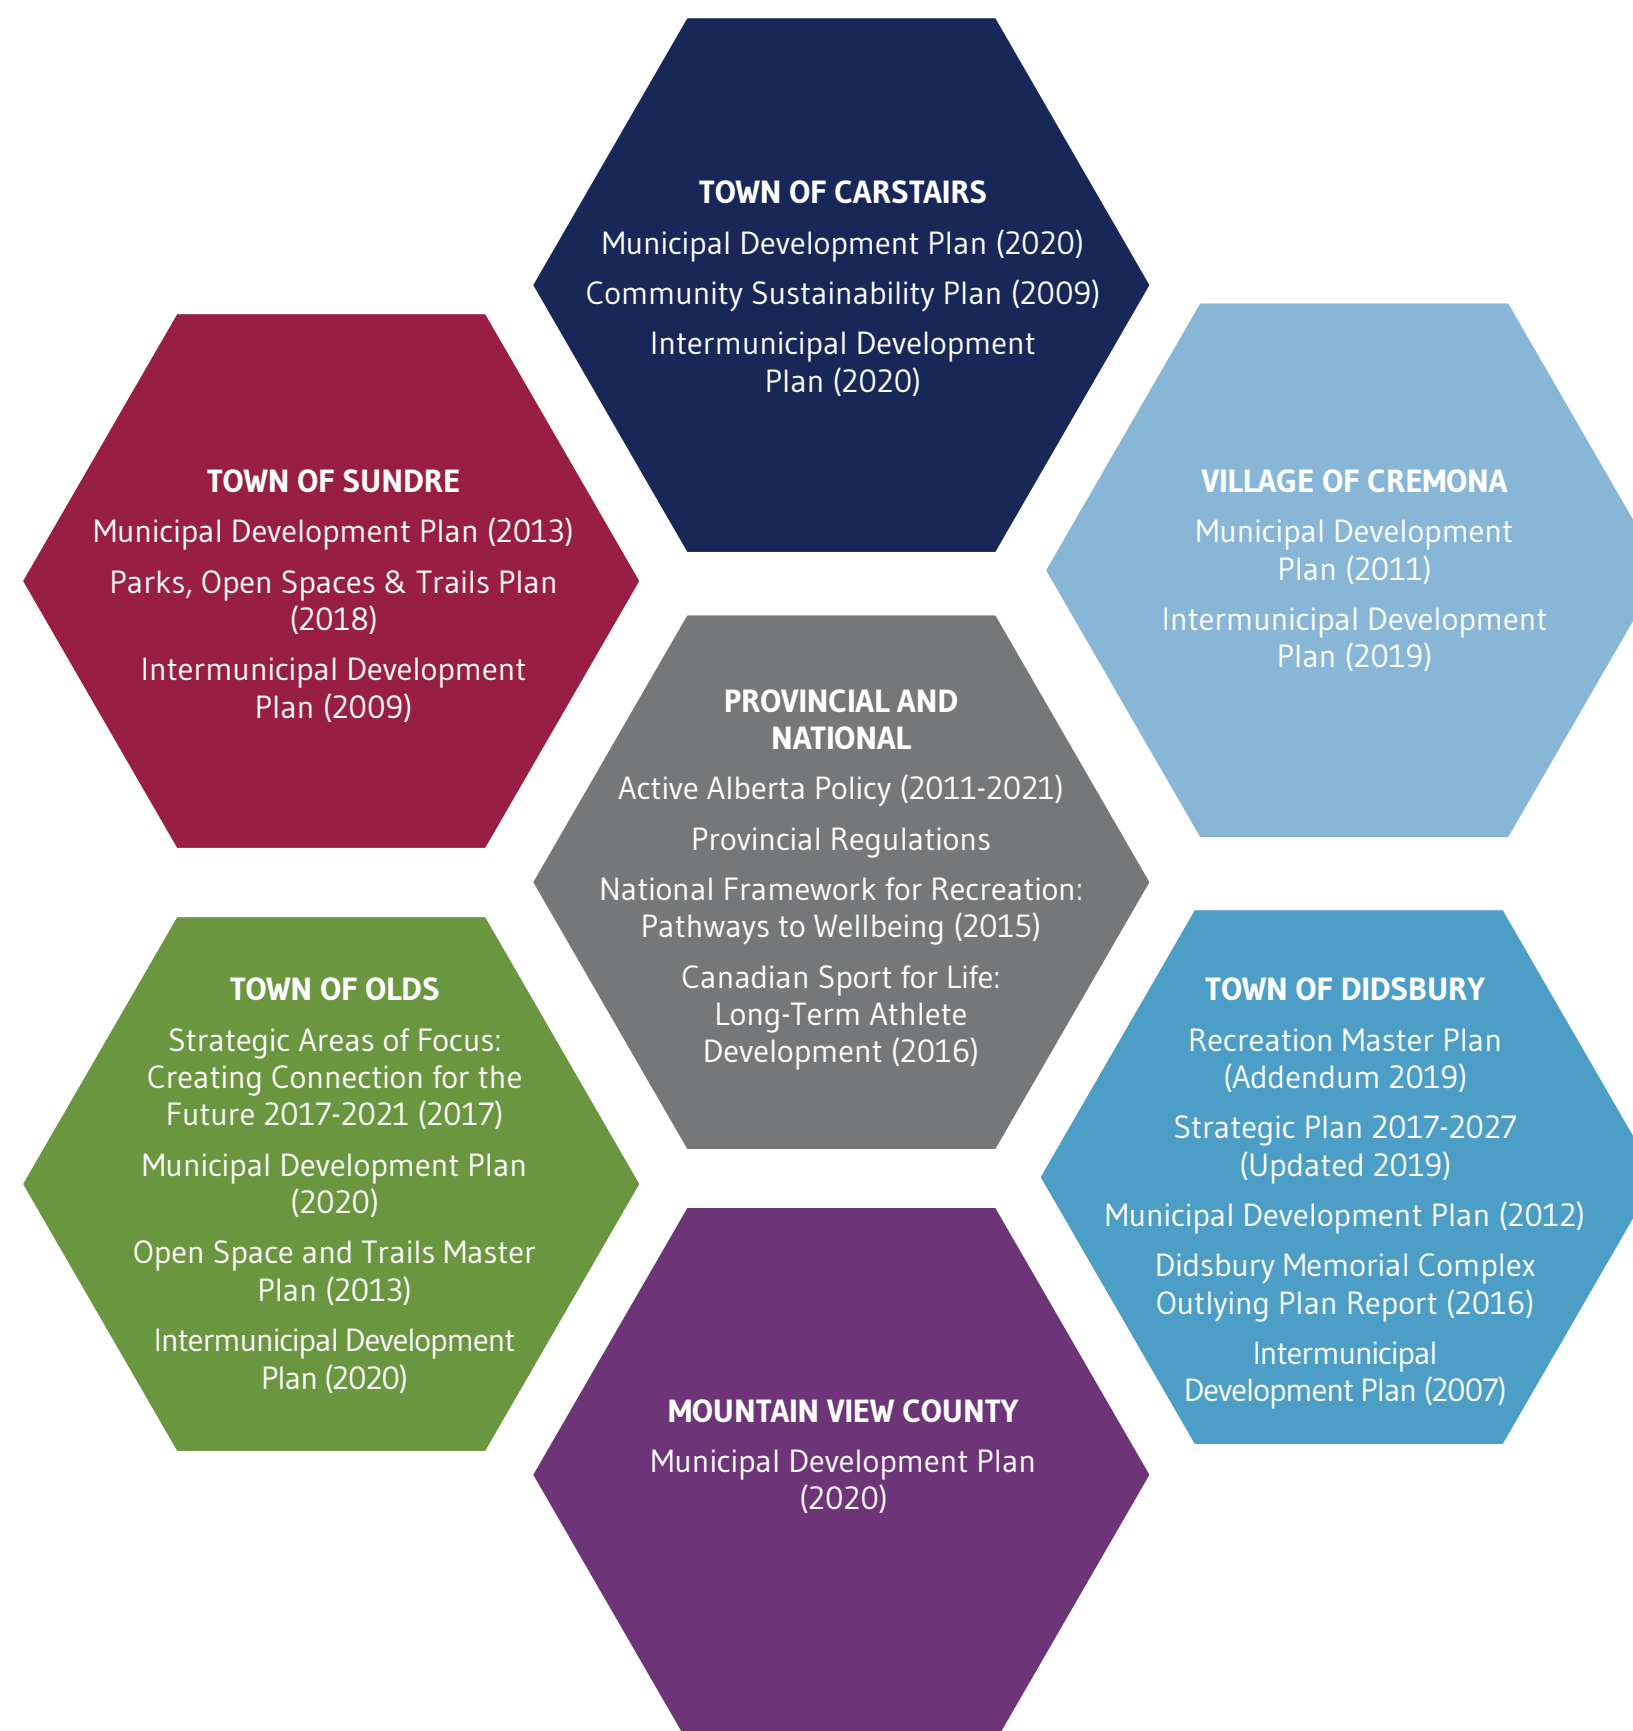 TOWN OF CARSTAIRS
Municipal Development Plan (2020)
Community Sustainability Plan (2009)
Intermunicipal Development
Plan (2020)
TOWN OF SUNDRE
Municipal Development Plan (2013)
Parks, Open Spaces & Trails Plan
(2018)
Intermunicipal Development
Plan (2009)
VILLAGE OF CREMONA
Municipal Development
Plan (2011)
Intermunicipal Development
Plan (2019)
PROVINCIAL AND
NATIONAL
Active Alberta Policy (2011-2021)
Provincial Regulations
National Framework for Recreation:
Pathways to Wellbeing (2015)
Canadian Sport for Life:
Long-Term Athlete
Development (2016)
TOWN OF OLDS
Strategic Areas of Focus:
Creating Connection for the
Future 2017-2021 (2017)
Municipal Development Plan
(2020)
Open Space and Trails Master
Plan (2013)
Intermunicipal Development
Plan (2020)
TOWN OF DIDSBURY
Recreation Master Plan
(Addendum 2019)
Strategic Plan 2017-2027
(Updated 2019)
Municipal Development Plan (2012)
Didsbury Memorial Complex
Outlying Plan Report (2016)
Intermunicipal
Development Plan (2007)
MOUNTAIN VIEW COUNTY
Municipal Development Plan
(2020)